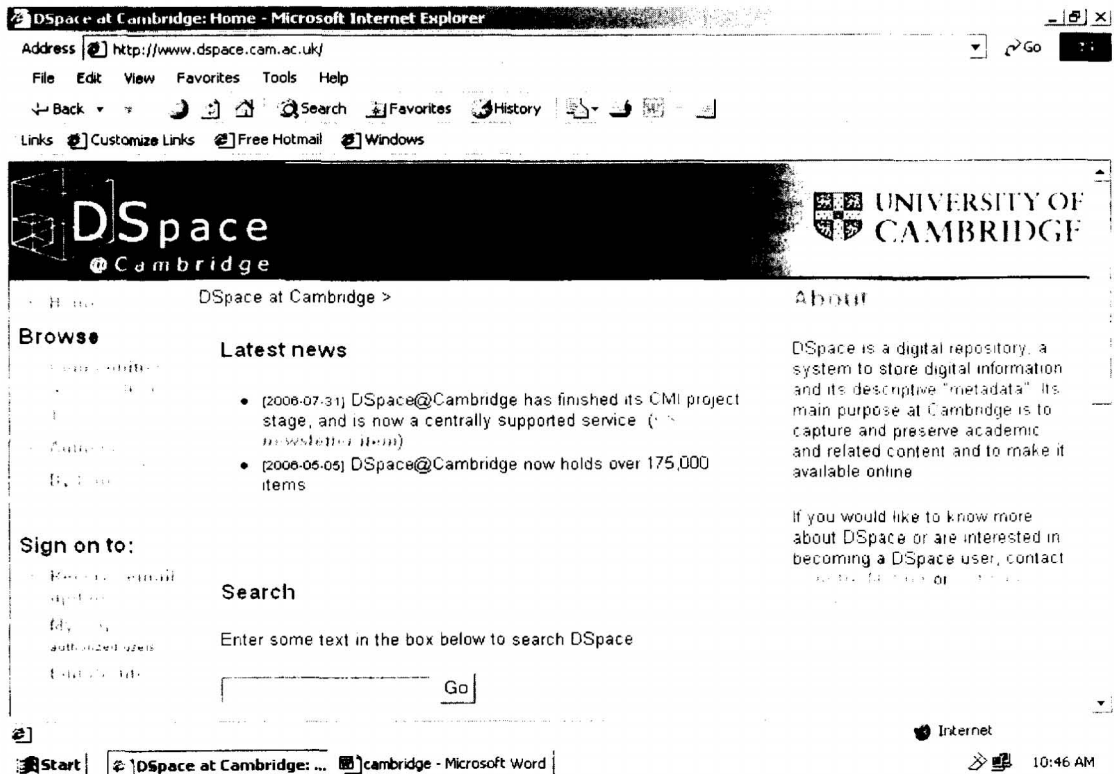 DSpace at Cambridge: Home - Microsoft Internet Explorer
Address http://www.dspace.cam.ac.uk/ Go
File Edit View Favorites Tools Help
Back Search Favorites History
Links Customize Links Free Hotmail Windows
DSpace
@Cambridge
UNIVERSITY OF
CAMBRIDGE
DSpace at Cambridge >
Browse
Sign on to:
email
authorized users
Latest news
[2006-07-31] DSpace@Cambridge has finished its CMI project
stage, and is now a centrally supported service (
newsletter item)
[2006-05-05] DSpace@Cambridge now holds over 175,000
items
Search
Enter some text in the box below to search DSpace
Go
About
DSpace is a digital repository, a
system to store digital information
and its descriptive "metadata". Its
main purpose at Cambridge is to
capture and preserve academic
and related content and to make it
available online
If you would like to know more
about DSpace or are interested in
becoming a DSpace user, contact
or
Internet
Start DSpace at Cambridge: ... cambridge - Microsoft Word 10:46 AM